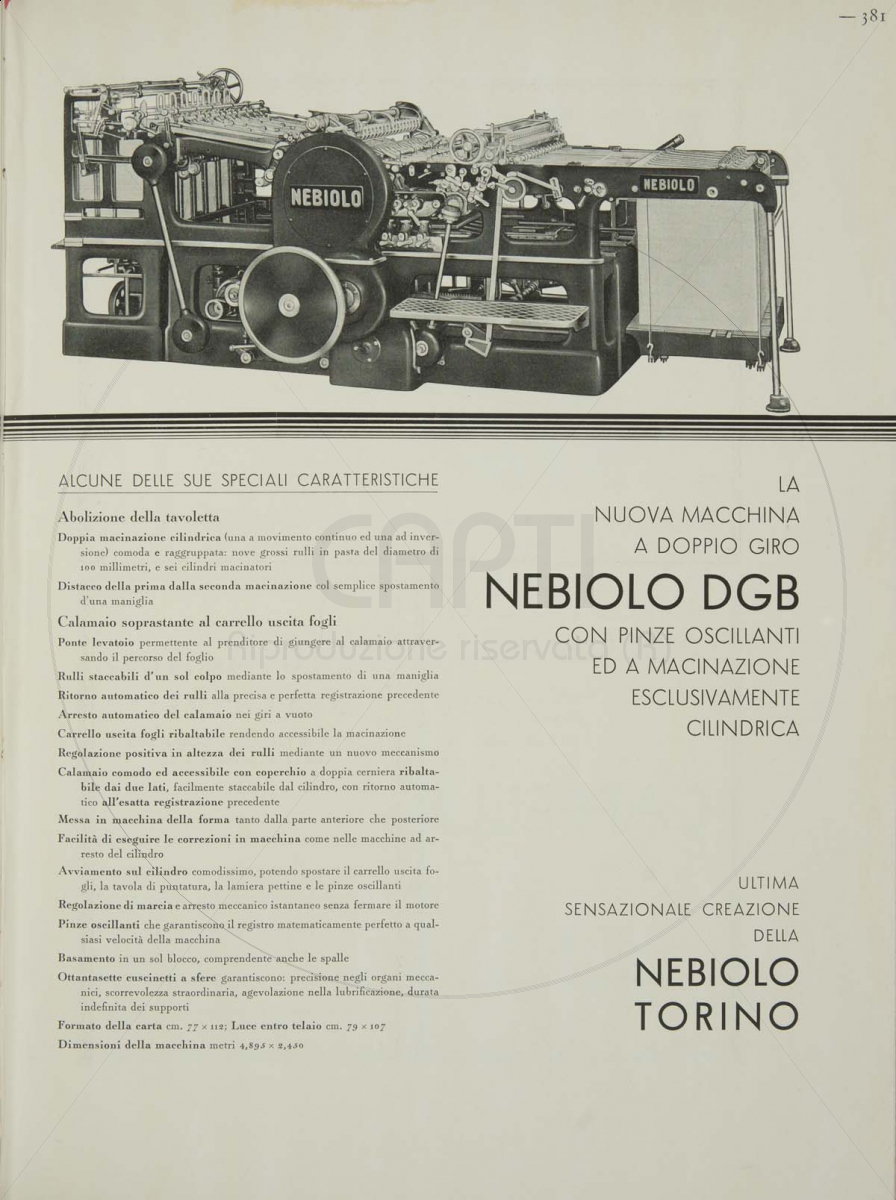 — 381
NEBIOLO
NEBIOLO
ALCUNE DELLE SUE SPECIALI CARATTERISTICHE
Abolizione della tavoletta
Doppia macinazione cilindrica (una a movimento continuo ed una ad inver-
sione) comoda e raggruppata: nove grossi rulli in pasta del diametro di
100 millimetri, e sei cilindri macinatori
Distacco della prima dalla seconda macinazione col semplice spostamento
d'una maniglia
Calamaio soprastante al carrello uscita fogli
Ponte levatoio permettente al prenditore di giungere al calamaio attraver-
sando il percorso del foglio
Rulli staccabili d'un sol colpo mediante lo spostamento di una maniglia
Ritorno automatico dei rulli alla precisa e perfetta registrazione precedente
Arresto automatico del calamaio nei giri a vuoto
Carrello uscita fogli ribaltabile rendendo accessibile la macinazione
Regolazione positiva in altezza dei rulli mediante un nuovo meccanismo
Calamaio comodo ed accessibile con coperchio a doppia cerniera ribalta-
bile dai due lati, facilmente staccabile dal cilindro, con ritorno automa-
tico all'esatta registrazione precedente
Messa in macchina della forma tanto dalla parte anteriore che posteriore
Facilità di eseguire le correzioni in macchina come nelle macchine ad ar-
resto del cilindro
Avviamento sul cilindro comodissimo, potendo spostare il carrello uscita fo-
gli, la tavola di puntatura, la lamiera pettine e le pinze oscillanti
Regolazione di marcia e arresto meccanico istantaneo senza fermare il motore
Pinze oscillanti che garantiscono il registro matematicamente perfetto a qual-
siasi velocità della macchina
Basamento in un sol blocco, comprendente anche le spalle
Ottantasette cuscinetti a sfere garantiscono: precisione negli organi mecca-
nici, scorrevolezza straordinaria, agevolazione nella lubrificazione, durata
indefinita dei supporti
Formato della carta cm. 77 × 112; Luce entro telaio cm. 79 × 107
Dimensioni della macchina metri 4,895 × 2,450
LA
NUOVA MACCHINA
A DOPPIO GIRO
NEBIOLO DGB
CON PINZE OSCILLANTI
ED A MACINAZIONE
ESCLUSIVAMENTE
CILINDRICA
ULTIMA
SENSAZIONALE CREAZIONE
DELLA
NEBIOLO
TORINO
CAPTI
Riproduzione riservata (R)